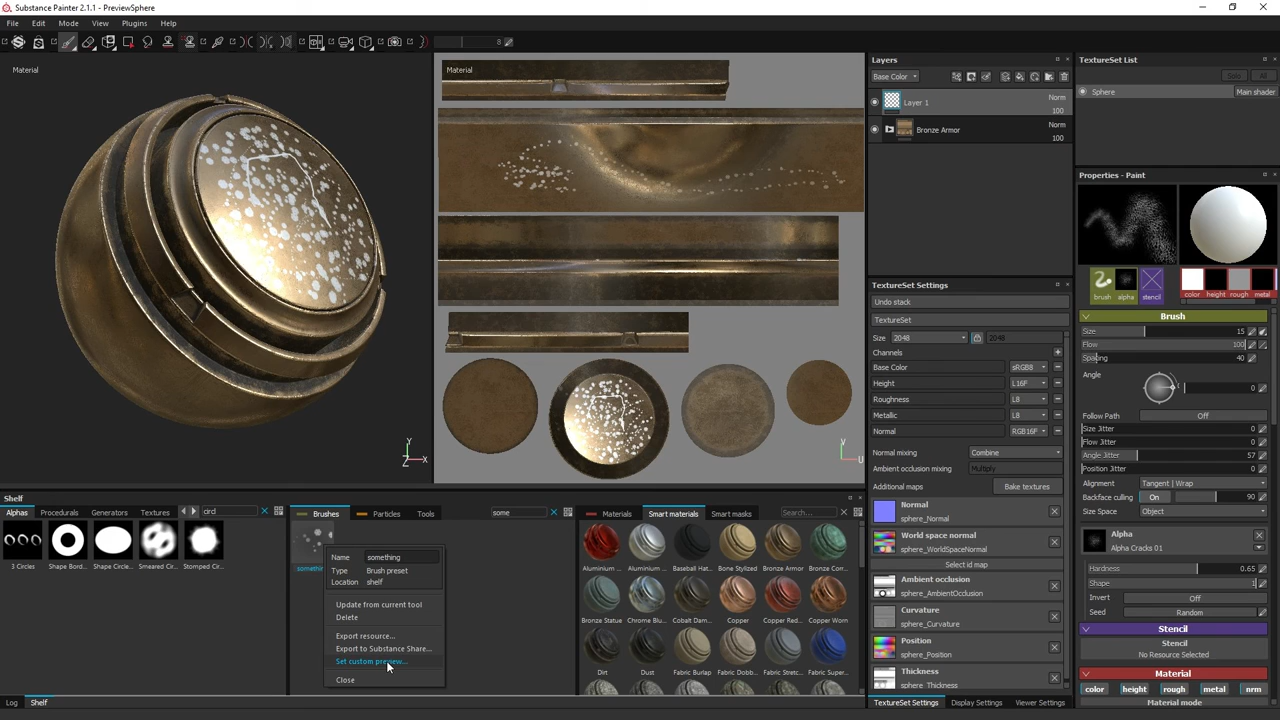 Substance Painter 2.1.1 - PreviewSphere
File Edit Mode View Plugins Help
8
Material
Material
Z X
Y
U
Layers
Base Color
Layer 1
Norm
100
Bronze Armor
Norm
100
TextureSet List
Solo All
Sphere Main shader
TextureSet Settings
Undo stack
TextureSet
Size 2048 2048
Channels
Base Color sRGB8
Height L16F
Roughness L8
Metallic L8
Normal RGB16F
Normal mixing Combine
Ambient occlusion mixing Multiply
Additional maps Bake textures
Normal
sphere_Normal
World space normal
sphere_WorldSpaceNormal
Select id map
Ambient occlusion
sphere_AmbientOcclusion
Curvature
sphere_Curvature
Position
sphere_Position
Thickness
sphere_Thickness
TextureSet Settings Display Settings Viewer Settings
Properties - Paint
brush alpha stencil color height rough metal
Brush
Size 15
Flow 100
Spacing 40
Angle
0
Follow Path Off
Size Jitter 0
Flow Jitter 0
Angle Jitter 57
Position Jitter 0
Alignment Tangent | Wrap
Backface culling On 90
Size Space Object
Alpha
Alpha Cracks 01
Hardness 0.65
Shape 1
Invert Off
Seed Random
Stencil
Stencil
No Resource Selected
Material
color height rough metal nrm
Material mode
Shelf
Alphas Procedurals Generators Textures circl
3 Circles Shape Bord... Shape Circl... Smeared Cir... Stomped Cir...
Brushes Particles Tools some
somethin
Name something
Type Brush preset
Location shelf
Update from current tool
Delete
Export resource...
Export to Substance Share...
Set custom preview...
Close
Materials Smart materials Smart masks Search...
Aluminium ... Aluminium ... Baseball Hat... Bone Stylized Bronze Armor Bronze Corr...
Bronze Statue Chrome Blu... Cobalt Dam... Copper Copper Red... Copper Worn
Dirt Dust Fabric Burlap Fabric Baco... Fabric Stretc... Fabric Super...
Log Shelf